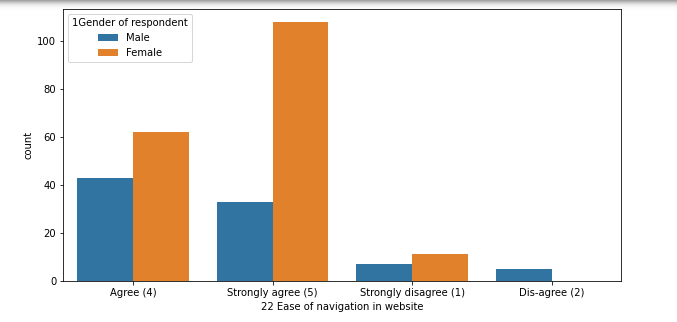 1Gender of respondent
Male
Female
100
80
60
40
20
0
count
Agree (4)
Strongly agree (5)
Strongly disagree (1)
Dis-agree (2)
22 Ease of navigation in website